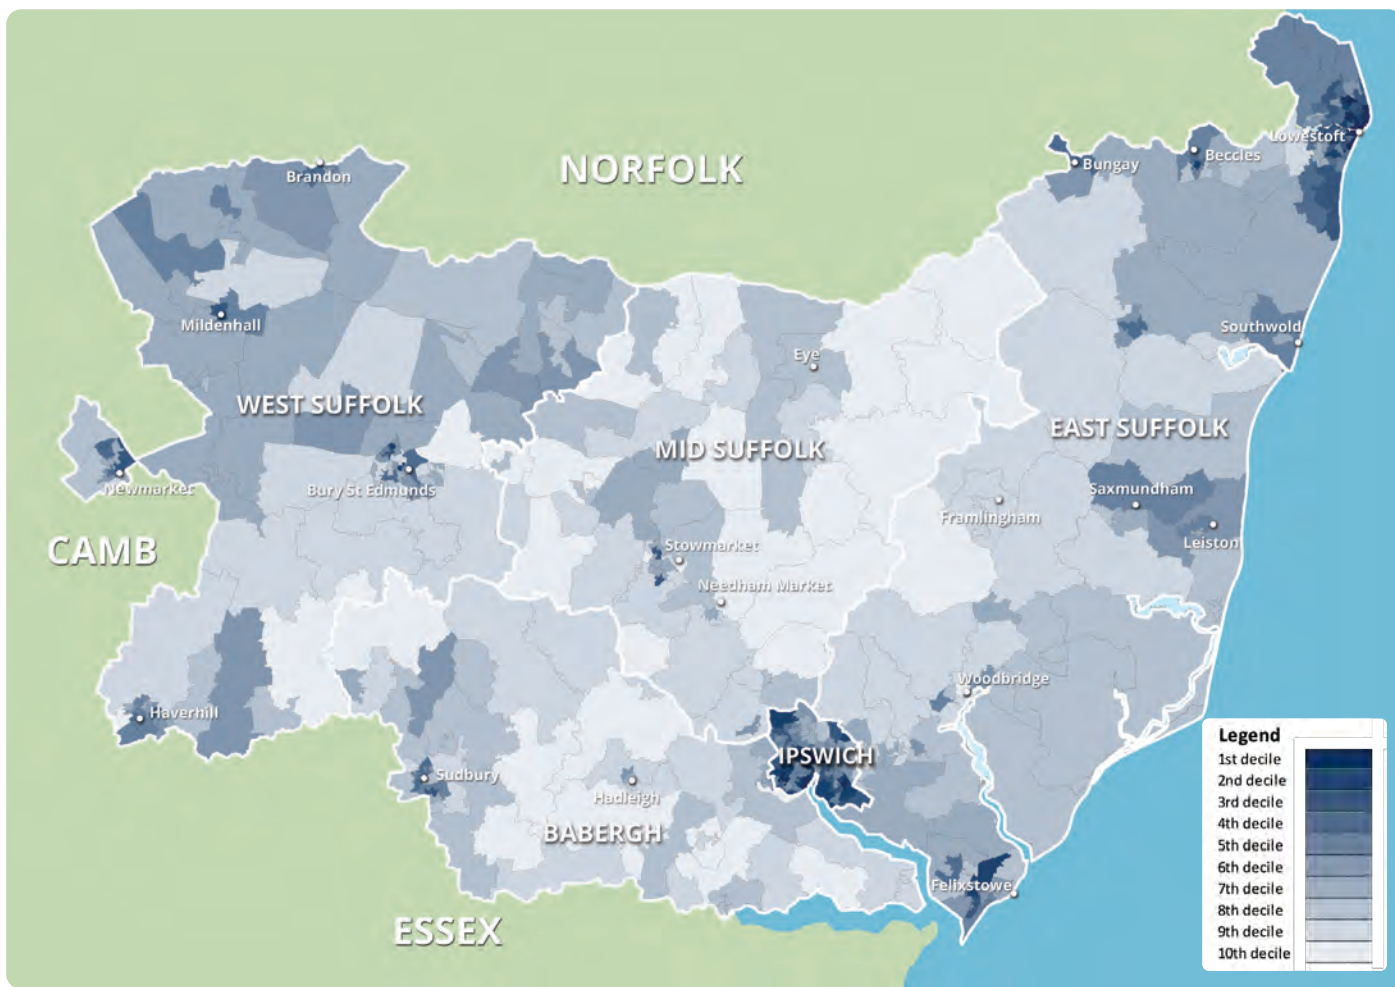 NORFOLK
Lowestoft
Beccles
Bungay
Brandon
Mildenhall
Southwold
Eye
WEST SUFFOLK
EAST SUFFOLK
MID SUFFOLK
Newmarket
Bury St Edmunds
Saxmundham
Framlingham
CAMB
Leiston
Stowmarket
Needham Market
Woodbridge
Haverhill
IPSWICH
Sudbury
Hadleigh
BABERGH
Felixstowe
ESSEX
Legend
1st decile
2nd decile
3rd decile
4th decile
5th decile
6th decile
7th decile
8th decile
9th decile
10th decile